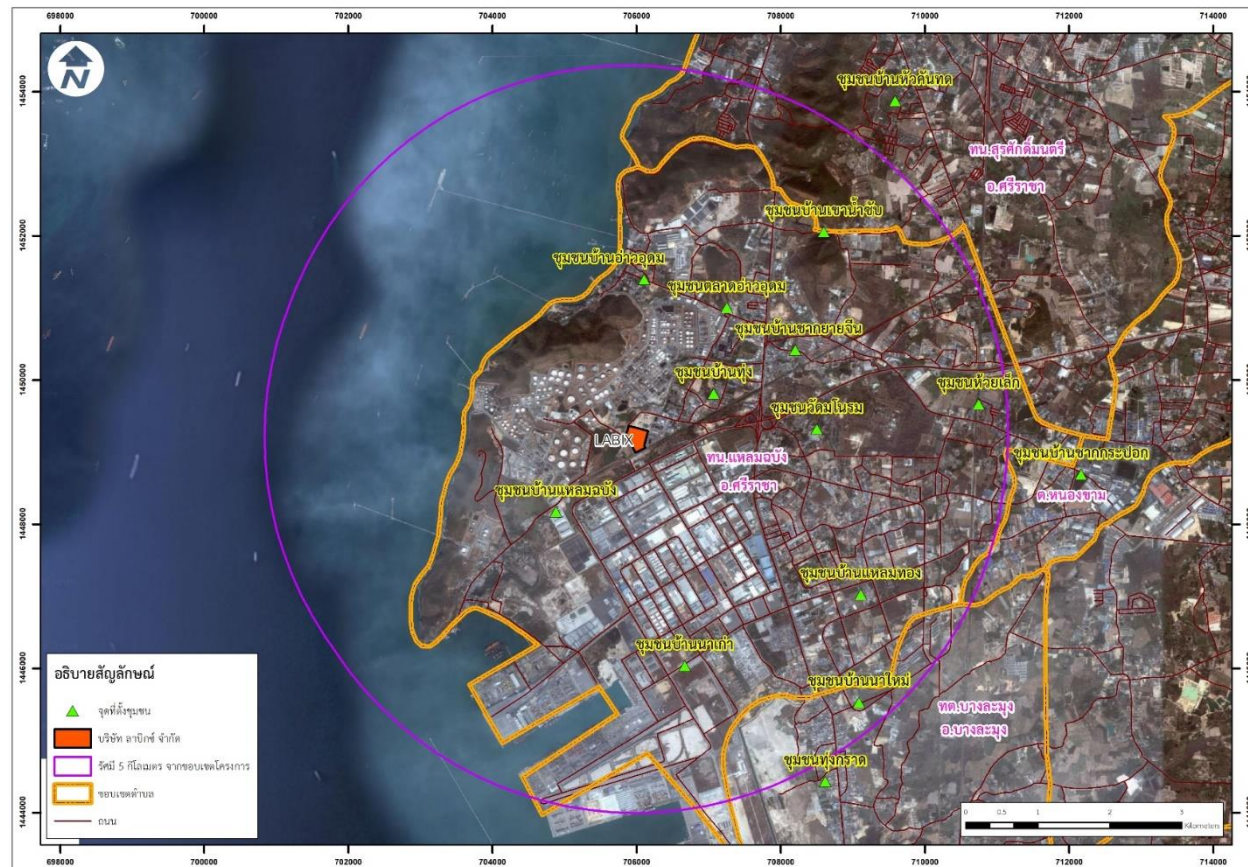 698000 700000 702000 704000 706000 708000 710000 712000 714000
1454000
1452000
1450000
1448000
1446000
1444000
N
ชุมชนบ้านหัวคันทด
ทน.สุรศักดิ์มนตรี
อ.ศรีราชา
ชุมชนบ้านเขาน้ำซับ
ชุมชนบ้านอ่าวอุดม
ชุมชนตลาดอ่าวอุดม
ชุมชนบ้านชากยายจีน
ชุมชนบ้านทุ่ง
ชุมชนห้วยเล็ก
ชุมชนวัดมโนรม
LABIX
ทน.แหลมฉบัง
อ.ศรีราชา
ชุมชนบ้านชากกระปอก
ต.หนองขาม
ชุมชนบ้านแหลมฉบัง
ชุมชนบ้านแหลมทอง
ชุมชนบ้านนาเก่า
ชุมชนบ้านนาใหม่
ทต.บางละมุง
อ.บางละมุง
ชุมชนทุ่งกราด
อธิบายสัญลักษณ์
จุดที่ตั้งชุมชน
บริษัท ลาบิกซ์ จำกัด
รัศมี 5 กิโลเมตร จากขอบเขตโครงการ
ขอบเขตตำบล
ถนน
0 0.5 1 2 3
Kilometers
698000 700000 702000 704000 706000 708000 710000 712000 714000